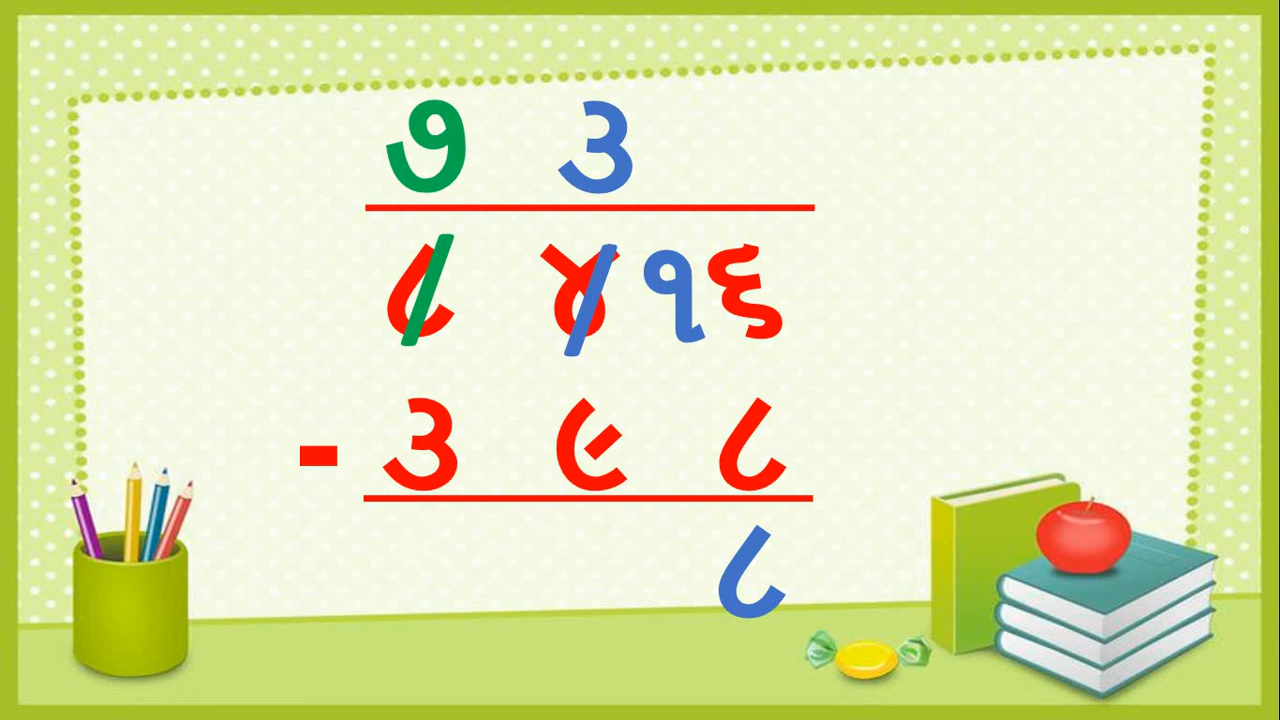 ૭ ૩
૮ ૪ ૧૬
- ૩ ૯ ૮
૮